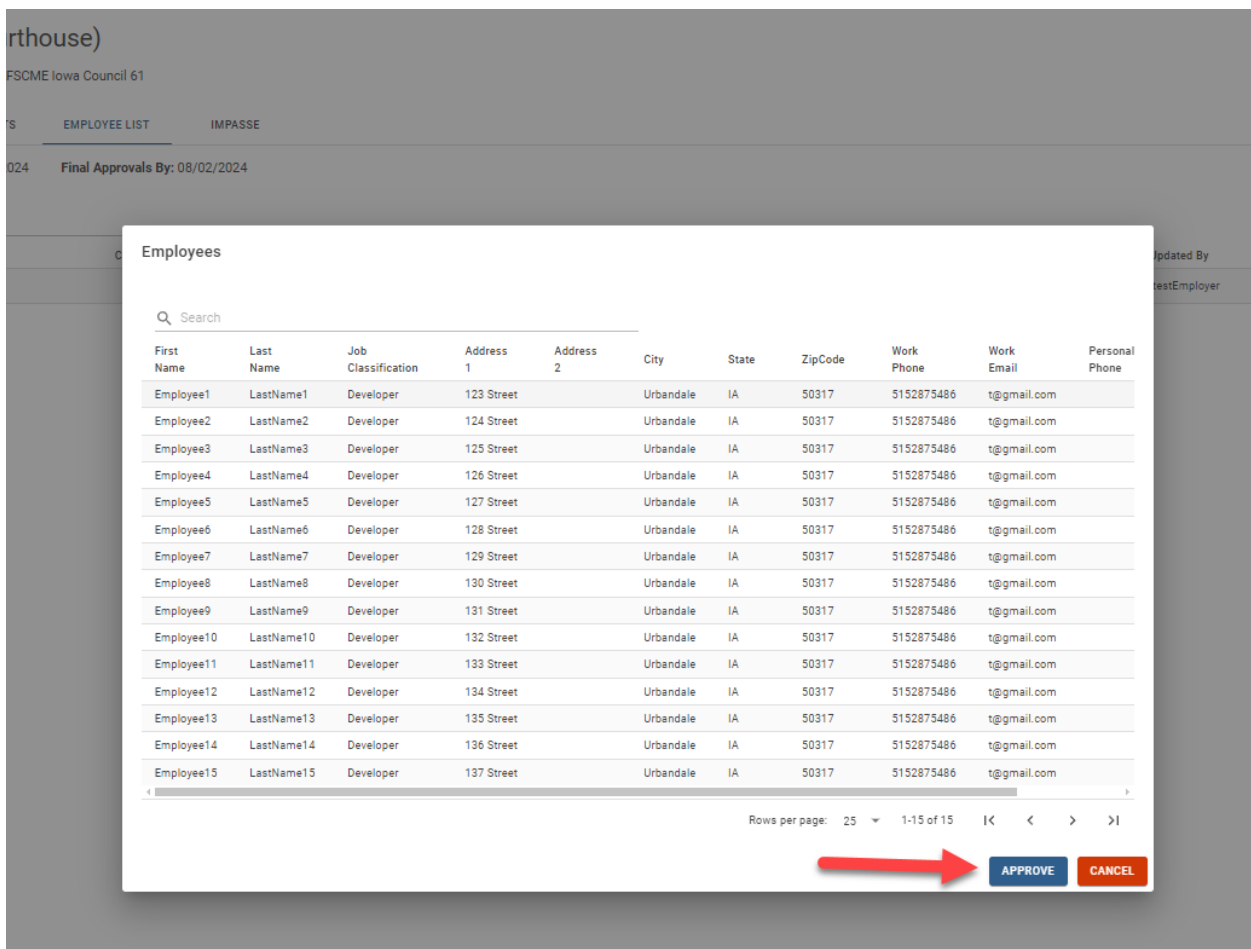 rthouse)
FSCME Iowa Council 61
TS EMPLOYEE LIST IMPASSE
024 Final Approvals By: 08/02/2024
C Updated By
testEmployer
Employees
Search
First Name Last Name Job Classification Address 1 Address 2 City State ZipCode Work Phone Work Email Personal Phone
Employee1 LastName1 Developer 123 Street Urbandale IA 50317 5152875486 t@gmail.com
Employee2 LastName2 Developer 124 Street Urbandale IA 50317 5152875486 t@gmail.com
Employee3 LastName3 Developer 125 Street Urbandale IA 50317 5152875486 t@gmail.com
Employee4 LastName4 Developer 126 Street Urbandale IA 50317 5152875486 t@gmail.com
Employee5 LastName5 Developer 127 Street Urbandale IA 50317 5152875486 t@gmail.com
Employee6 LastName6 Developer 128 Street Urbandale IA 50317 5152875486 t@gmail.com
Employee7 LastName7 Developer 129 Street Urbandale IA 50317 5152875486 t@gmail.com
Employee8 LastName8 Developer 130 Street Urbandale IA 50317 5152875486 t@gmail.com
Employee9 LastName9 Developer 131 Street Urbandale IA 50317 5152875486 t@gmail.com
Employee10 LastName10 Developer 132 Street Urbandale IA 50317 5152875486 t@gmail.com
Employee11 LastName11 Developer 133 Street Urbandale IA 50317 5152875486 t@gmail.com
Employee12 LastName12 Developer 134 Street Urbandale IA 50317 5152875486 t@gmail.com
Employee13 LastName13 Developer 135 Street Urbandale IA 50317 5152875486 t@gmail.com
Employee14 LastName14 Developer 136 Street Urbandale IA 50317 5152875486 t@gmail.com
Employee15 LastName15 Developer 137 Street Urbandale IA 50317 5152875486 t@gmail.com
Rows per page: 25 1-15 of 15
APPROVE CANCEL